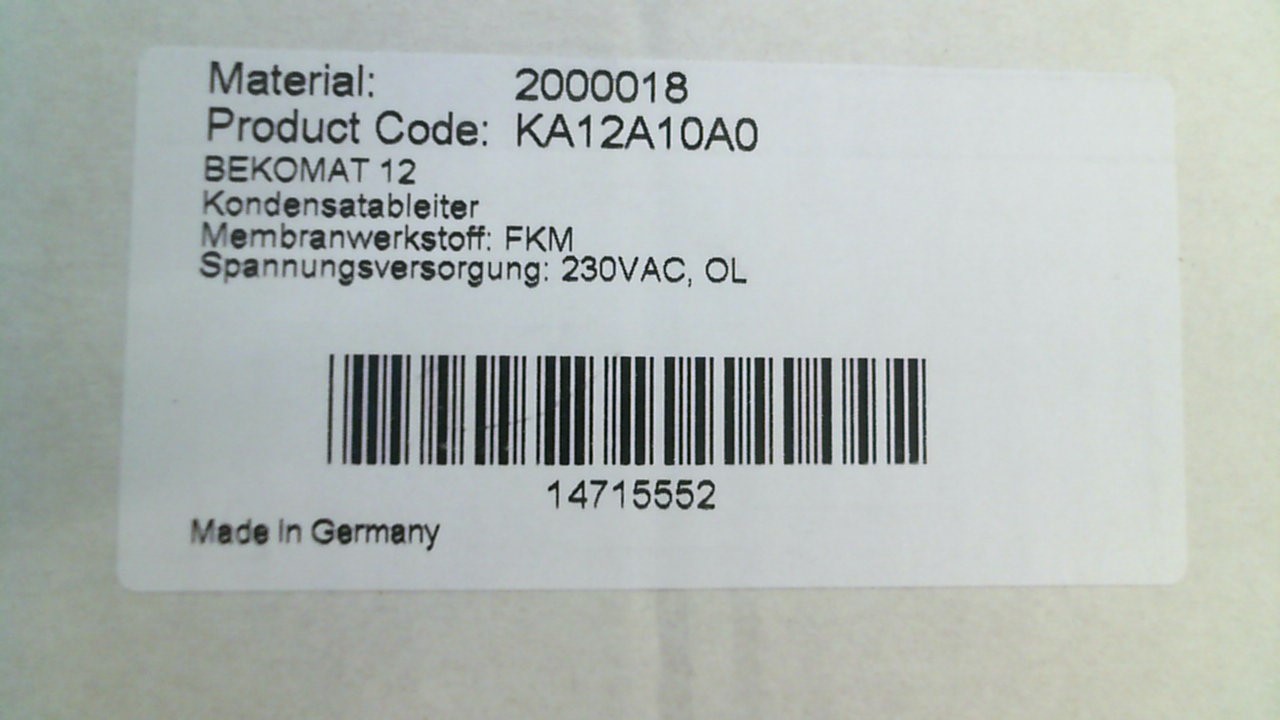 Material: 2000018
Product Code: KA12A10A0
BEKOMAT 12
Kondensatableiter
Membranwerkstoff: FKM
Spannungsversorgung: 230VAC, OL
14715552
Made in Germany